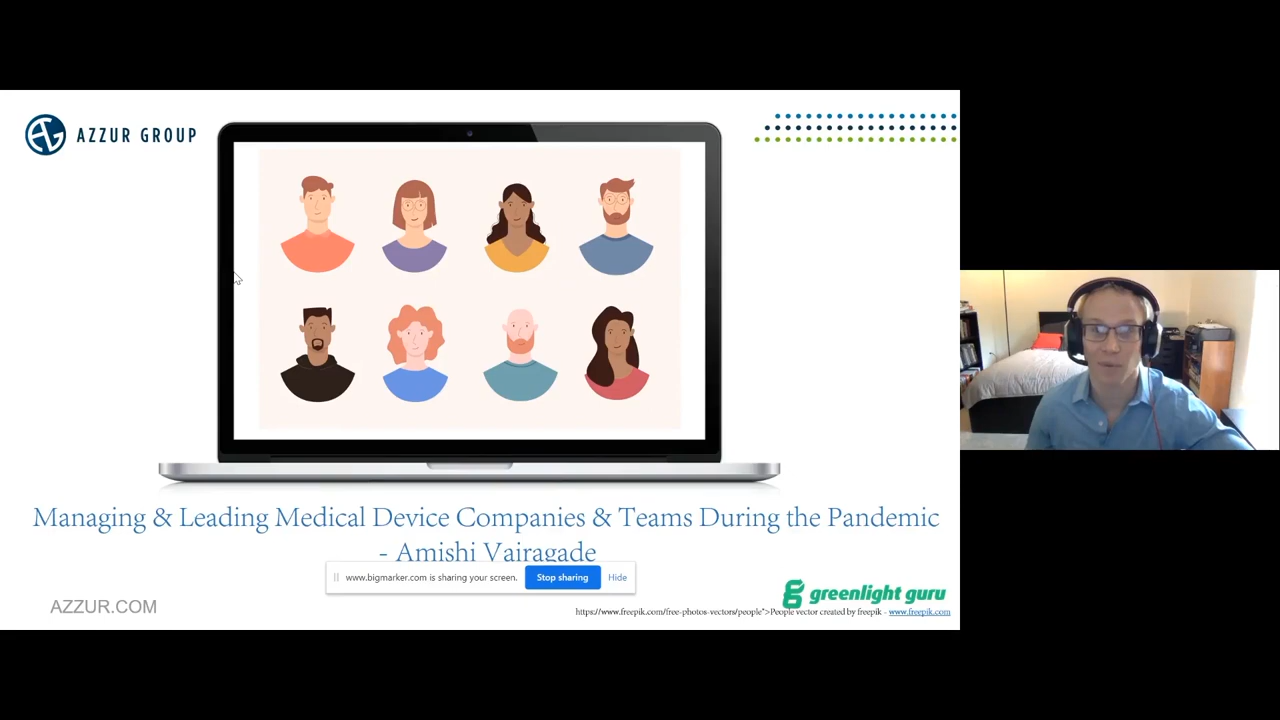 AZZUR GROUP
Managing & Leading Medical Device Companies & Teams During the Pandemic
- Amishi Vairagade
www.bigmarker.com is sharing your screen. Stop sharing Hide
AZZUR.COM
greenlight guru
https://www.freepik.com/free-photos-vectors/people">People vector created by freepik - www.freepik.com